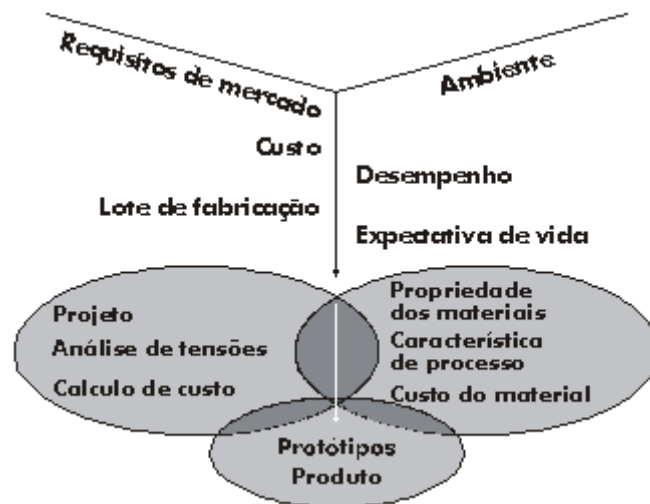 Requisitos de mercado
Ambiente
Custo
Desempenho
Lote de fabricação
Expectativa de vida
Projeto
Análise de tensões
Calculo de custo
Propriedade
dos materiais
Característica
de processo
Custo do material
Protótipos
Produto